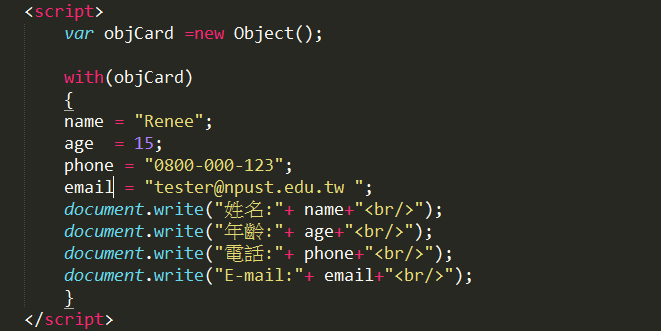 <script>
var objCard =new Object();
with(objCard)
{
name = "Renee";
age  = 15;
phone = "0800-000-123";
email = "tester@npust.edu.tw ";
document.write("姓名:"+ name+"<br/>");
document.write("年齡:"+ age+"<br/>");
document.write("電話:"+ phone+"<br/>");
document.write("E-mail:"+ email+"<br/>");
}
</script>